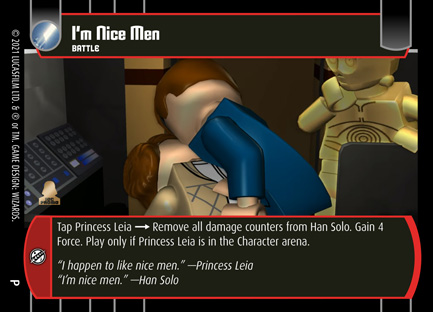 I'm Nice Men
BATTLE
© 2021 LUCASFILM LTD. & ® or TM. GAME DESIGN: WIZARDS.
Tap Princess Leia → Remove all damage counters from Han Solo. Gain 4
Force. Play only if Princess Leia is in the Character arena.
“I happen to like nice men.” —Princess Leia
“I’m nice men.” —Han Solo
P